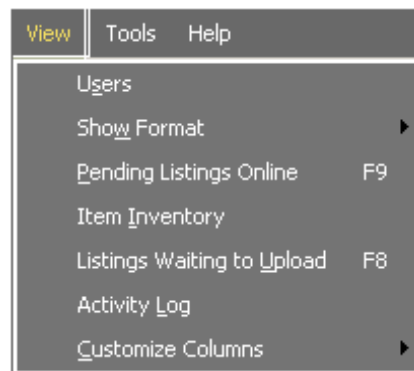 View Tools Help
Users
Show Format
Pending Listings Online F9
Item Inventory
Listings Waiting to Upload F8
Activity Log
Customize Columns